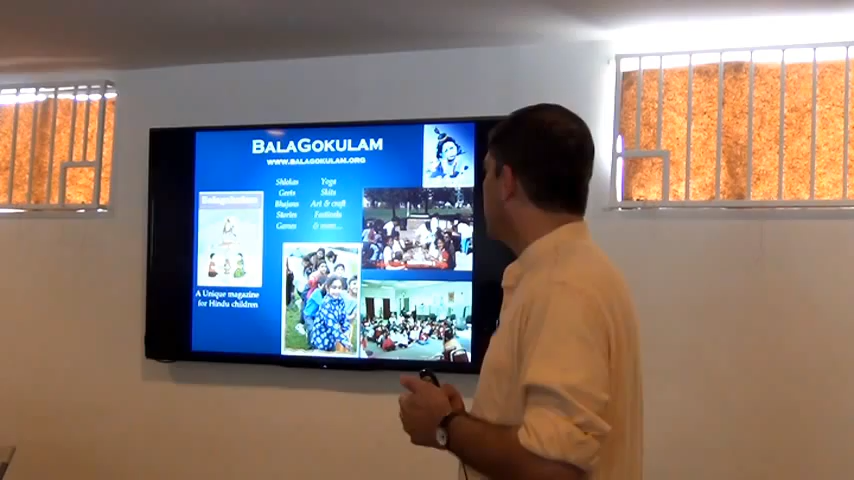 BALAGOKULAM
WWW.BALAGOKULAM.ORG
Shlokas Yoga
Geets Skits
Bhajans Art & craft
Stories Festivals
Games & more...
A Unique magazine
for Hindu children